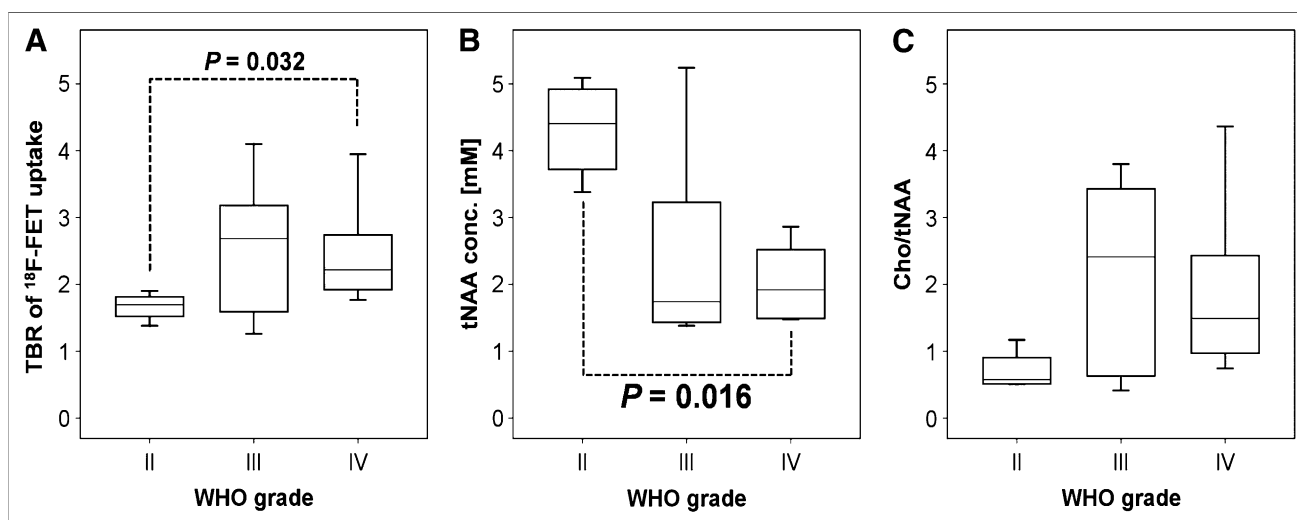 A
P = 0.032
TBR of ¹⁸F-FET uptake
5
4
3
2
1
0
II
III
IV
WHO grade
B
tNAA conc. [mM]
5
4
3
2
1
0
P = 0.016
II
III
IV
WHO grade
C
Cho/tNAA
5
4
3
2
1
0
II
III
IV
WHO grade